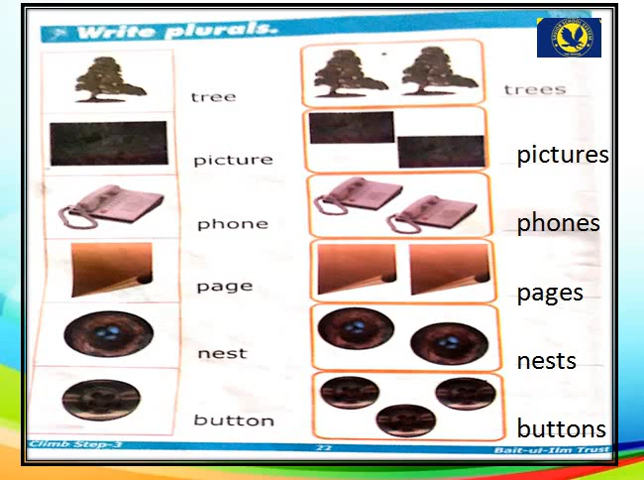 Write plurals.
tree trees
picture pictures
phone phones
page pages
nest nests
button buttons
Climb Step-3 22 Bait-ul-Ilm Trust